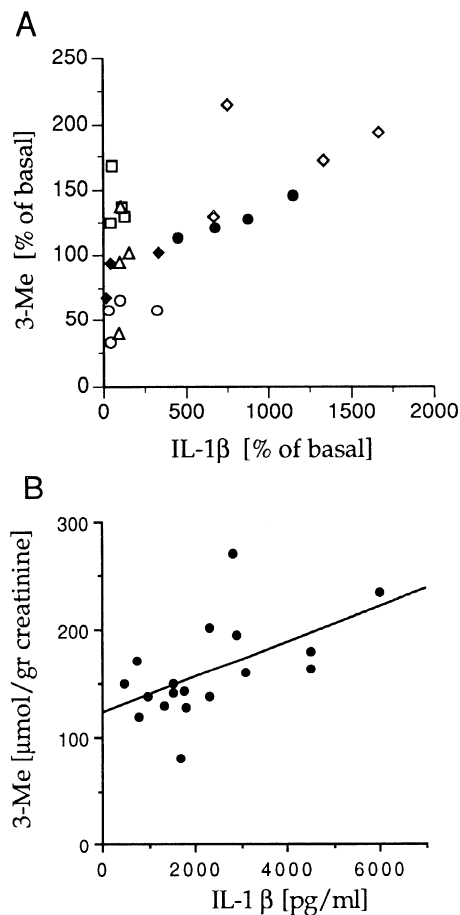 A
250
200
150
100
50
0
3-Me [% of basal]
0 500 1000 1500 2000
IL-1β [% of basal]
B
300
200
100
0
3-Me [μmol/gr creatinine]
0 2000 4000 6000
IL-1 β [pg/ml]